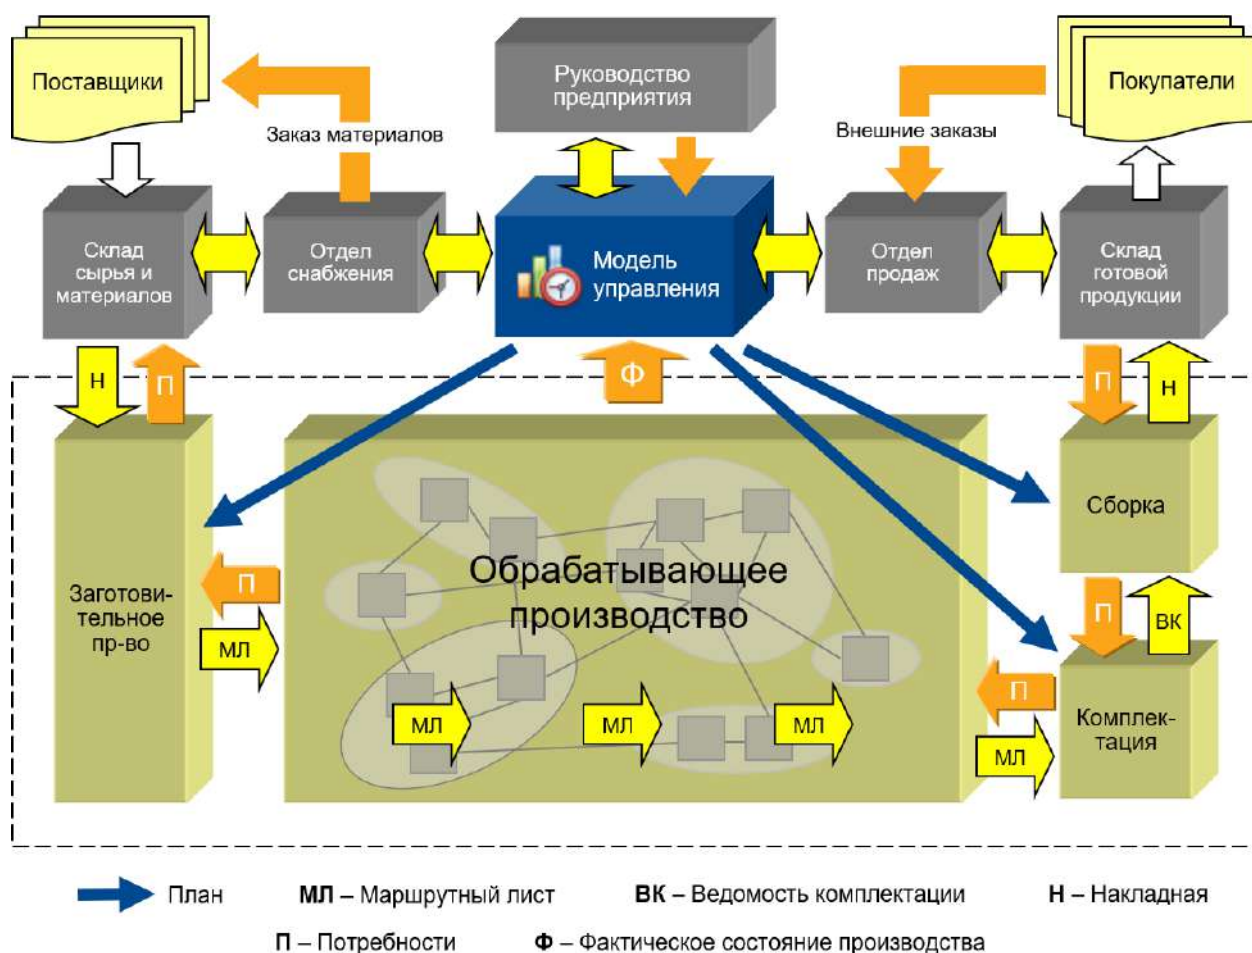 Поставщики
Руководство
предприятия
Покупатели
Заказ материалов
Внешние заказы
Склад
сырья и
материалов
Отдел
снабжения
Модель
управления
Отдел
продаж
Склад
готовой
продукции
Н
П
Ф
П
Н
Сборка
Обрабатывающее
производство
Заготови-
тельное
пр-во
П
МЛ
П
ВК
П
МЛ
МЛ
МЛ
МЛ
Комплек-
тация
План
МЛ – Маршрутный лист
ВК – Ведомость комплектации
Н – Накладная
П – Потребности
Ф – Фактическое состояние производства